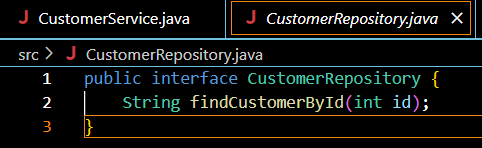 J CustomerService.java J CustomerRepository.java ×
src > J CustomerRepository.java
1 public interface CustomerRepository {
2 String findCustomerById(int id);
3 }